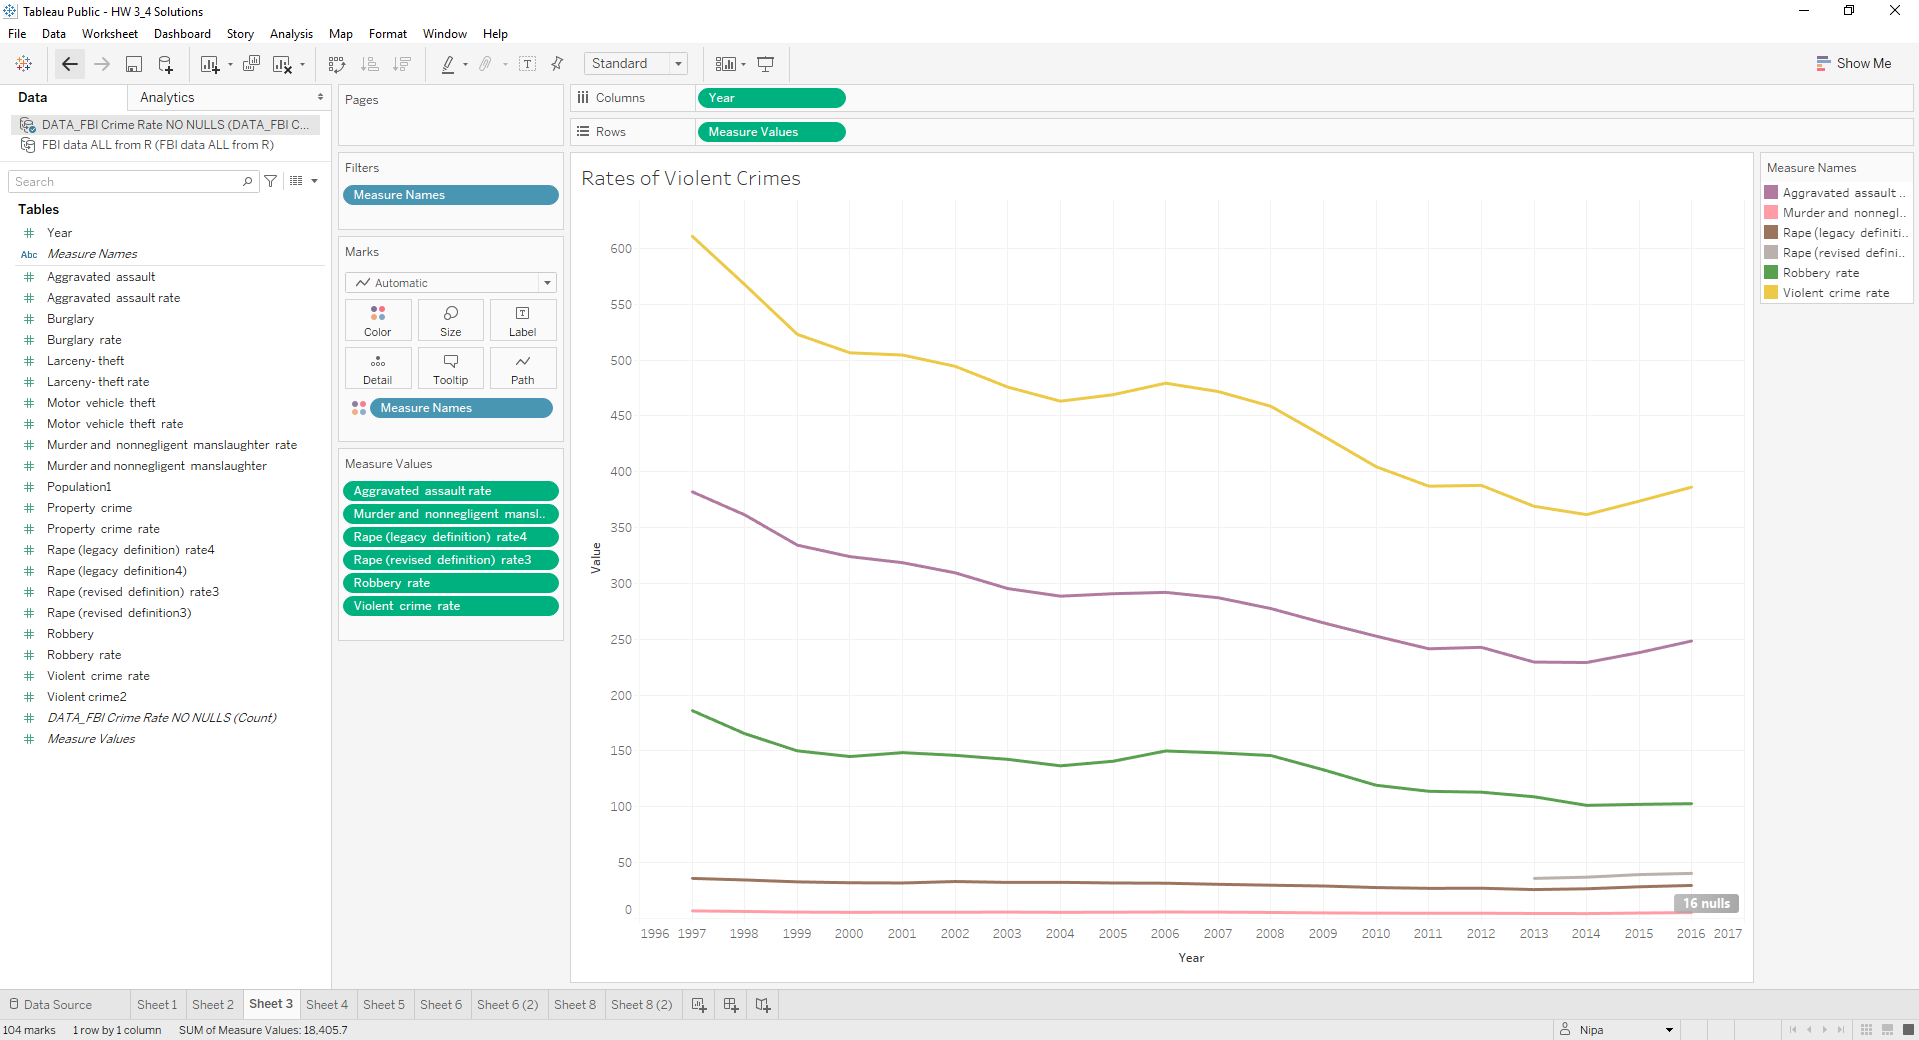 Tableau Public - HW 3_4 Solutions
File Data Worksheet Dashboard Story Analysis Map Format Window Help
Standard
Show Me
Data Analytics
DATA_FBI Crime Rate NO NULLS (DATA_FBI C...
FBI data ALL from R (FBI data ALL from R)
Search
Tables
Year
Abc Measure Names
Aggravated assault
Aggravated assault rate
Burglary
Burglary rate
Larceny- theft
Larceny- theft rate
Motor vehicle theft
Motor vehicle theft rate
Murder and nonnegligent manslaughter rate
Murder and nonnegligent manslaughter
Population1
Property crime
Property crime rate
Rape (legacy definition) rate4
Rape (legacy definition4)
Rape (revised definition) rate3
Rape (revised definition3)
Robbery
Robbery rate
Violent crime rate
Violent crime2
DATA_FBI Crime Rate NO NULLS (Count)
Measure Values
Pages
Filters
Measure Names
Marks
Automatic
Color Size Label
Detail Tooltip Path
Measure Names
Measure Values
Aggravated assault rate
Murder and nonnegligent mansl..
Rape (legacy definition) rate4
Rape (revised definition) rate3
Robbery rate
Violent crime rate
Columns Year
Rows Measure Values
Rates of Violent Crimes
600
550
500
450
400
350
300
250
200
150
100
50
0
Value
16 nulls
1996 1997 1998 1999 2000 2001 2002 2003 2004 2005 2006 2007 2008 2009 2010 2011 2012 2013 2014 2015 2016 2017
Year
Measure Names
Aggravated assault ..
Murder and nonnegl..
Rape (legacy definiti..
Rape (revised defini..
Robbery rate
Violent crime rate
Data Source Sheet 1 Sheet 2 Sheet 3 Sheet 4 Sheet 5 Sheet 6 Sheet 6 (2) Sheet 8 Sheet 8 (2)
104 marks 1 row by 1 column SUM of Measure Values: 18,405.7
Nipa